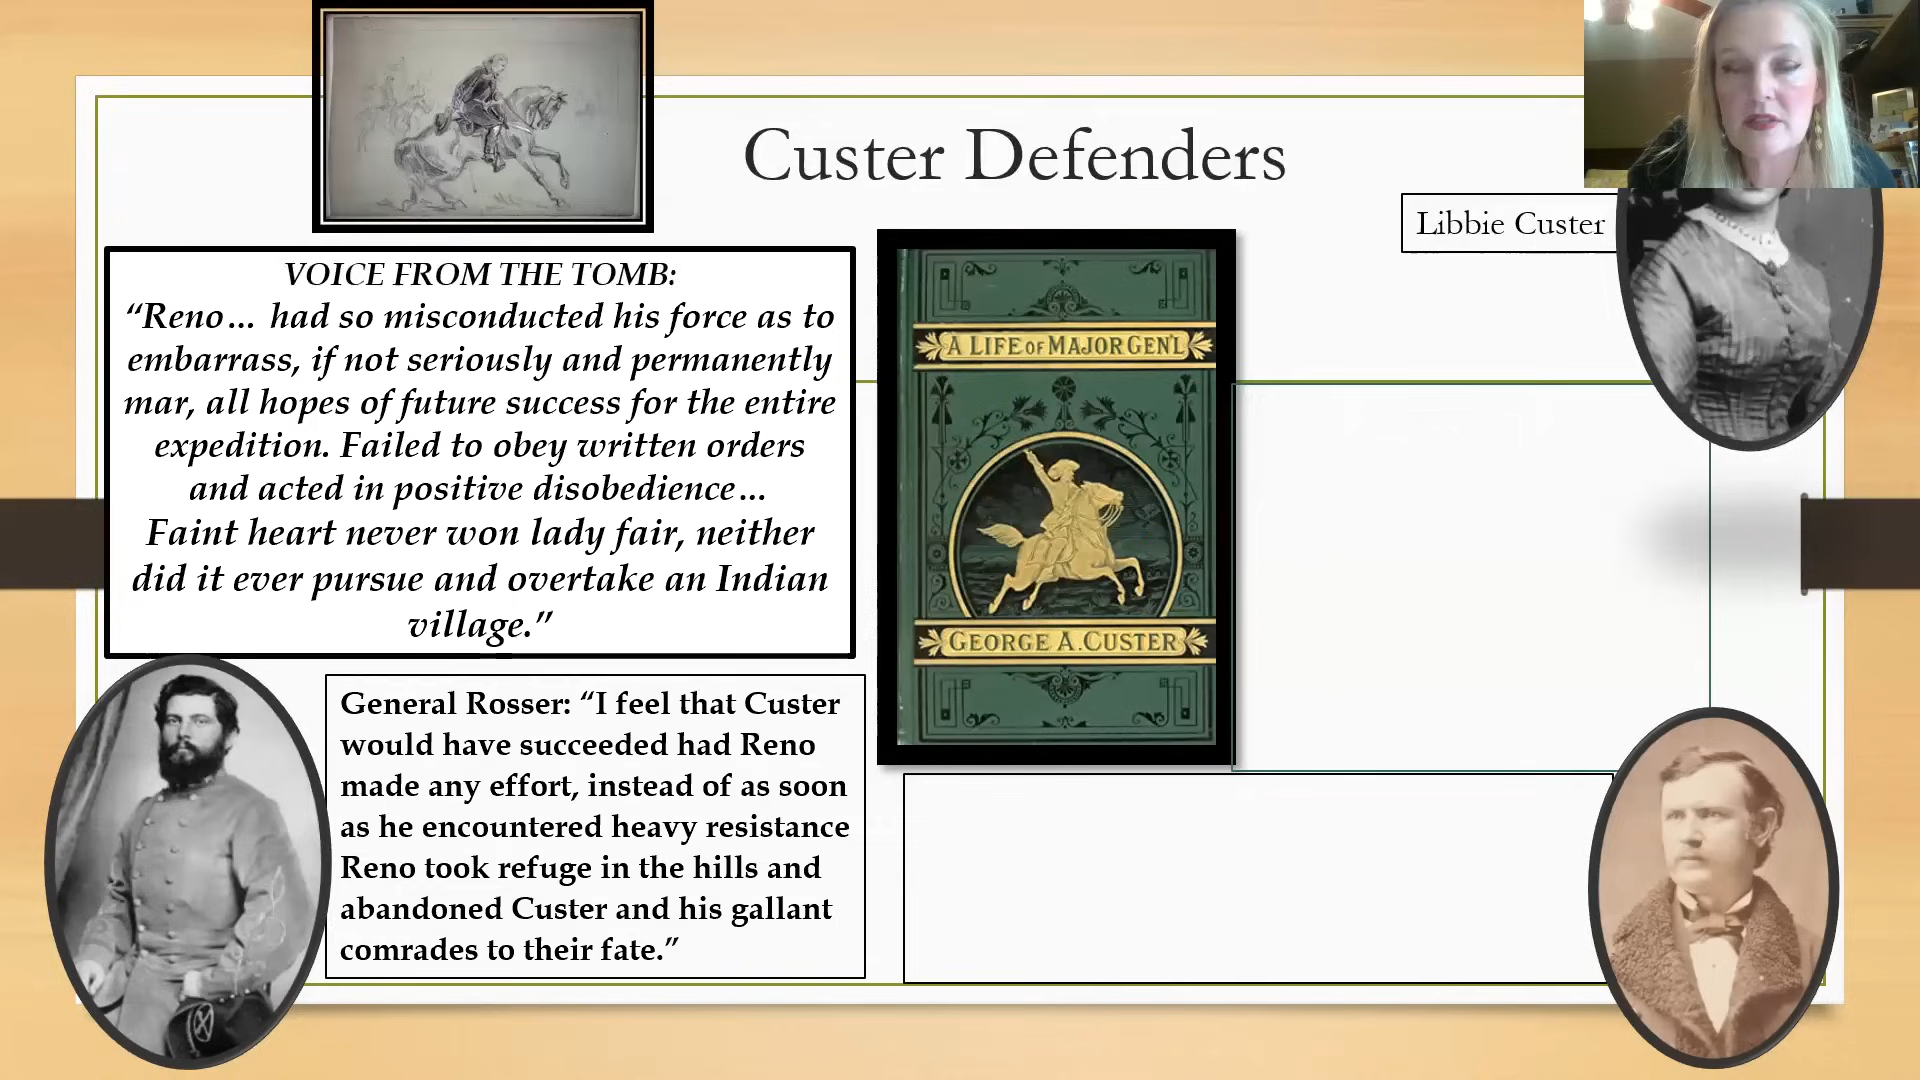 Custer Defenders
Libbie Custer
VOICE FROM THE TOMB:
“Reno… had so misconducted his force as to
embarrass, if not seriously and permanently
mar, all hopes of future success for the entire
expedition. Failed to obey written orders
and acted in positive disobedience…
Faint heart never won lady fair, neither
did it ever pursue and overtake an Indian
village.”
A LIFE OF MAJOR GEN'L
GEORGE A. CUSTER
General Rosser: “I feel that Custer
would have succeeded had Reno
made any effort, instead of as soon
as he encountered heavy resistance
Reno took refuge in the hills and
abandoned Custer and his gallant
comrades to their fate.”